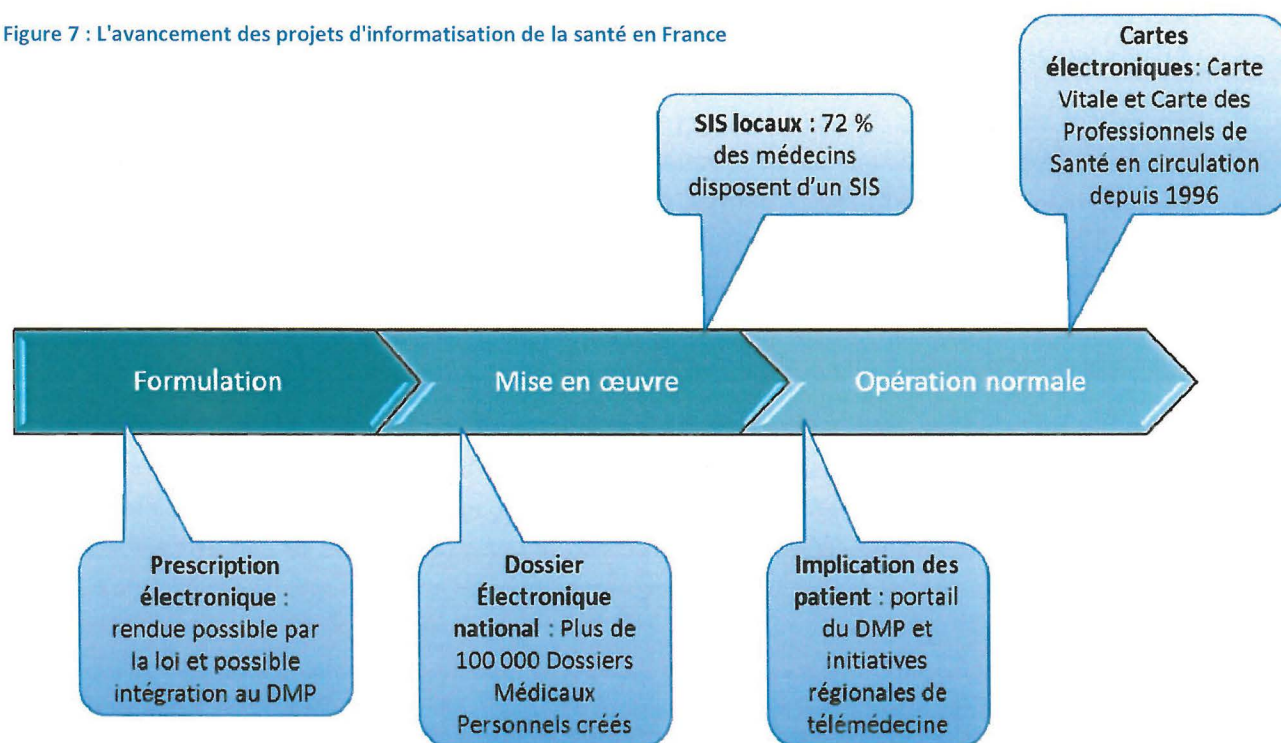 Figure 7 : L'avancement des projets d'informatisation de la santé en France
Cartes
électroniques: Carte
Vitale et Carte des
Professionnels de
Santé en circulation
depuis 1996
SIS locaux : 72 %
des médecins
disposent d'un SIS
Formulation
Mise en œuvre
Opération normale
Prescription
électronique :
rendue possible par
la loi et possible
intégration au DMP
Dossier
Électronique
national : Plus de
100 000 Dossiers
Médicaux
Personnels créés
Implication des
patient : portail
du DMP et
initiatives
régionales de
télémédecine